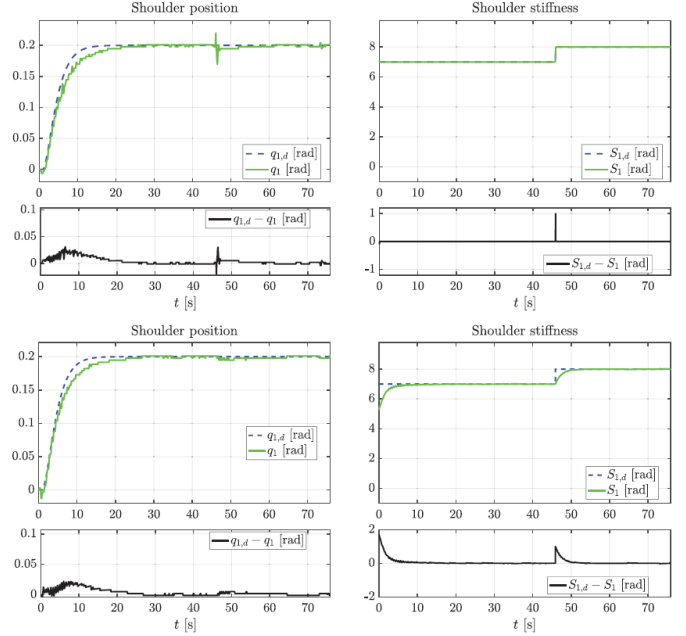 Shoulder position
0.2
0.15
0.1
0.05
0
q1,d [rad]
q1 [rad]
0 10 20 30 40 50 60 70
0.1
0.05
0
q1,d − q1 [rad]
0 10 20 30 40 50 60 70
t [s]
Shoulder stiffness
8
6
4
2
0
S1,d [rad]
S1 [rad]
0 10 20 30 40 50 60 70
1
0
-1
S1,d − S1 [rad]
0 10 20 30 40 50 60 70
t [s]
Shoulder position
0.2
0.15
0.1
0.05
0
q1,d [rad]
q1 [rad]
0 10 20 30 40 50 60 70
0.1
0.05
0
q1,d − q1 [rad]
0 10 20 30 40 50 60 70
t [s]
Shoulder stiffness
8
6
4
2
0
S1,d [rad]
S1 [rad]
0 10 20 30 40 50 60 70
2
0
-2
S1,d − S1 [rad]
0 10 20 30 40 50 60 70
t [s]